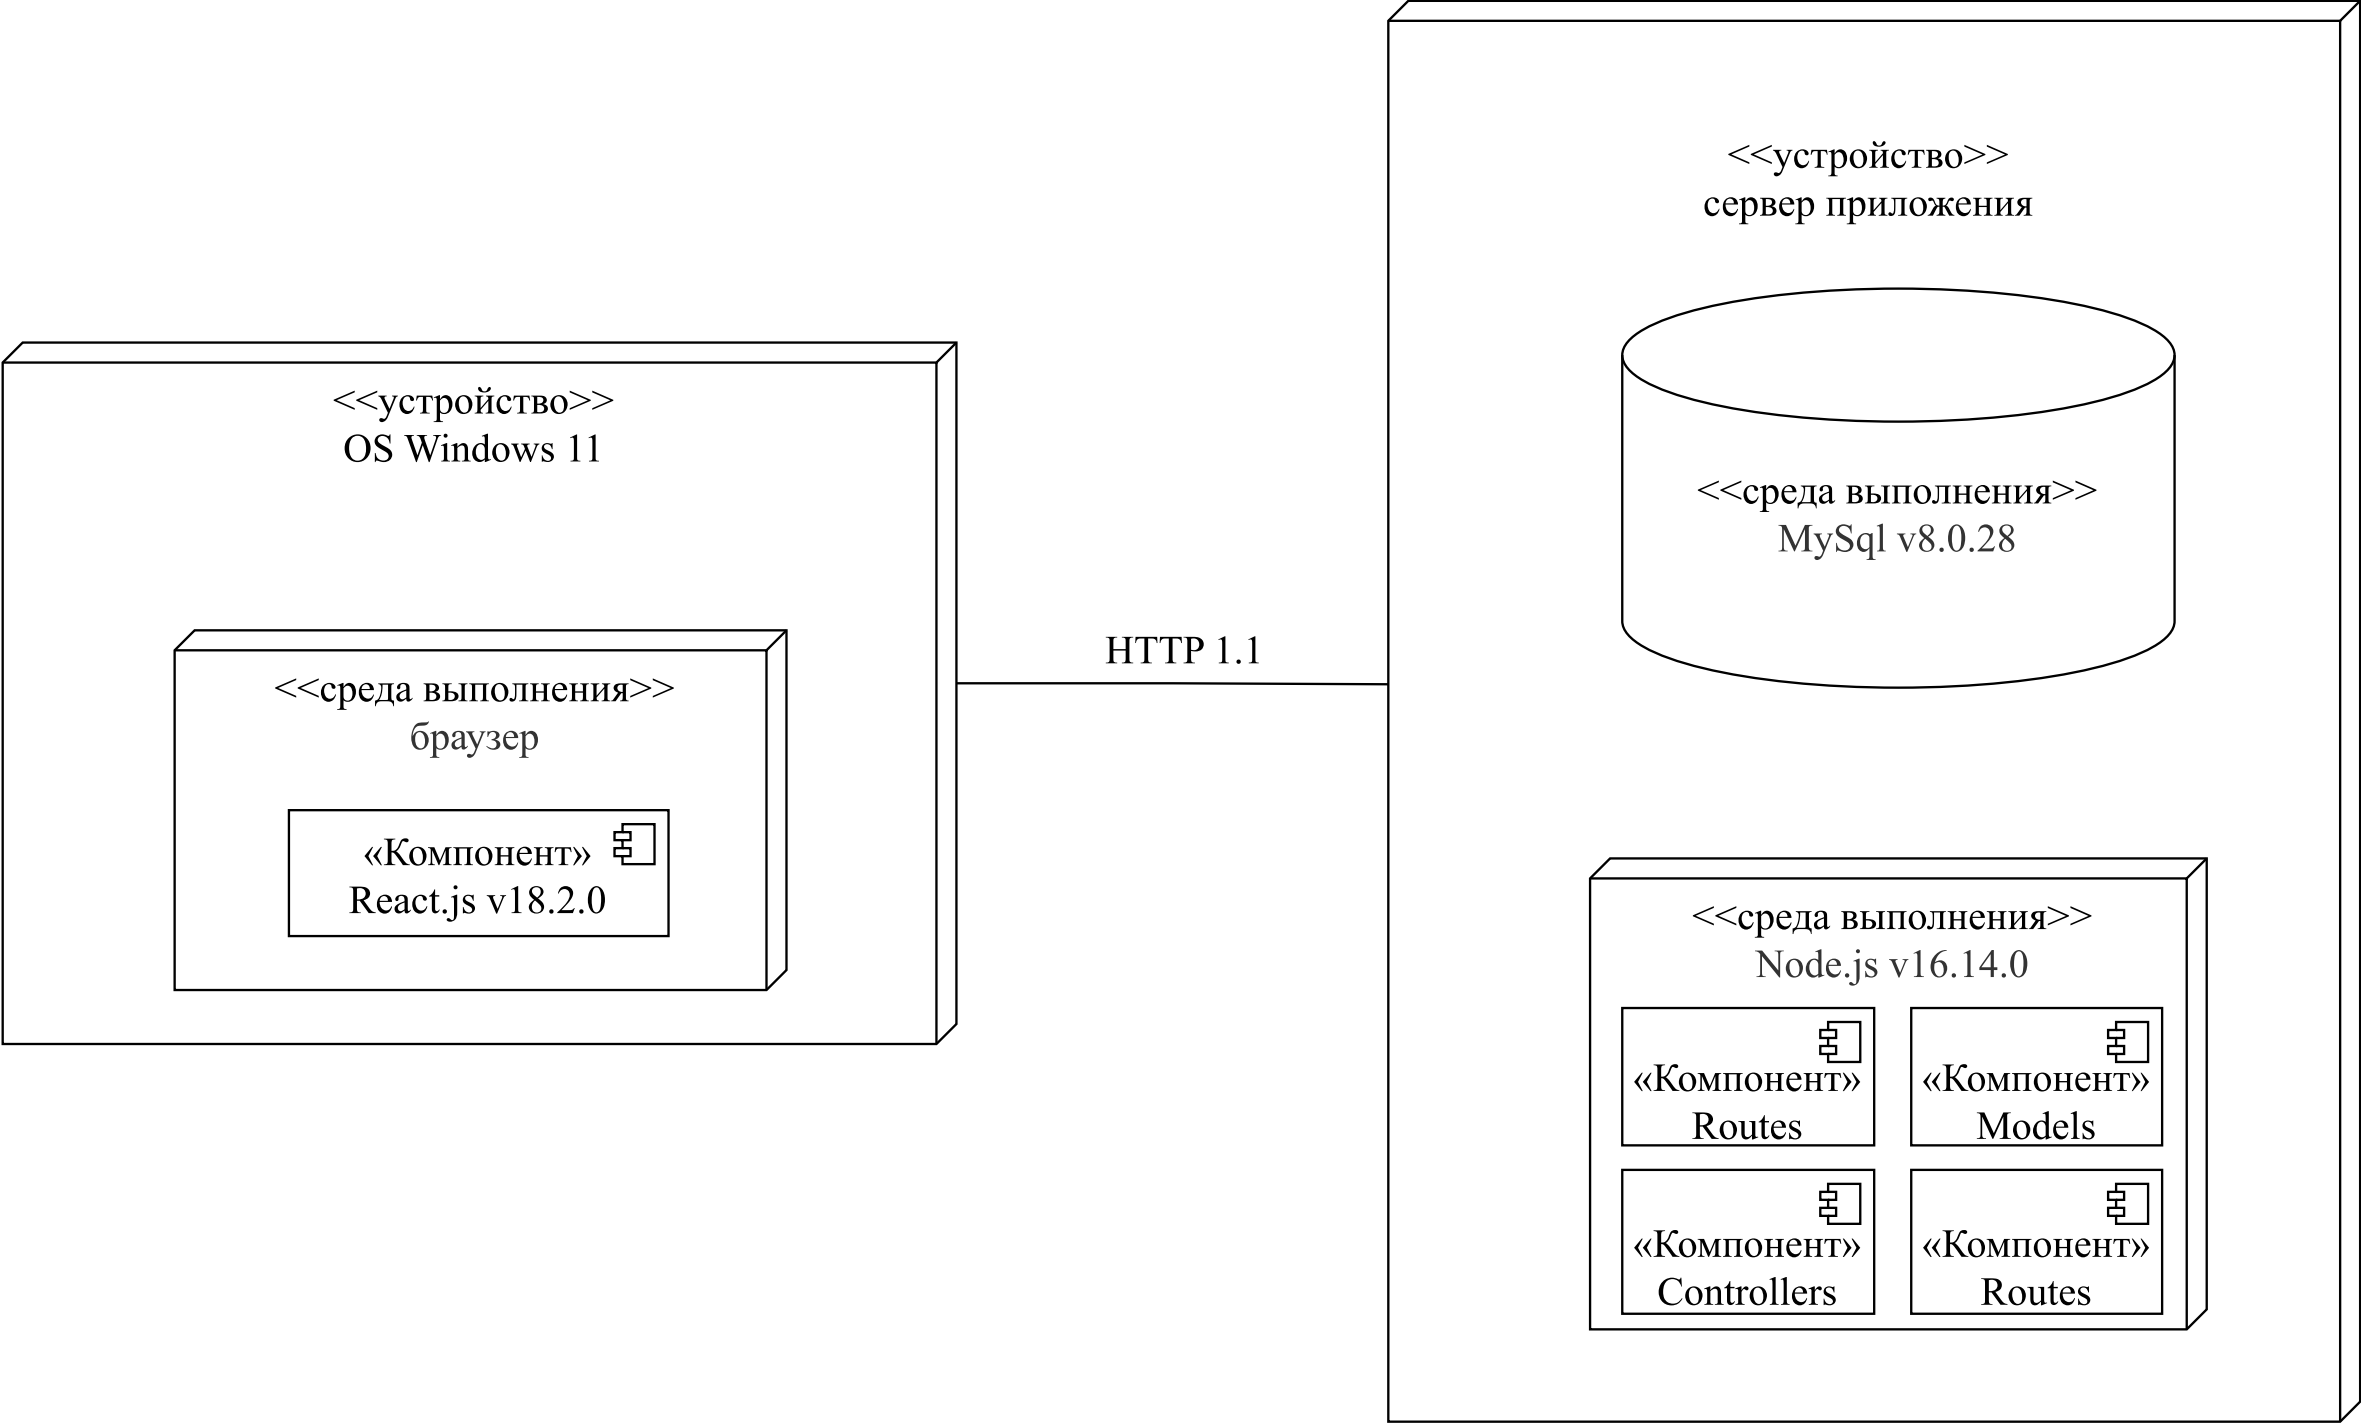 <<устройство>>
OS Windows 11
<<среда выполнения>>
браузер
«Компонент»
React.js v18.2.0
HTTP 1.1
<<устройство>>
сервер приложения
<<среда выполнения>>
MySql v8.0.28
<<среда выполнения>>
Node.js v16.14.0
«Компонент»
Routes
«Компонент»
Models
«Компонент»
Controllers
«Компонент»
Routes